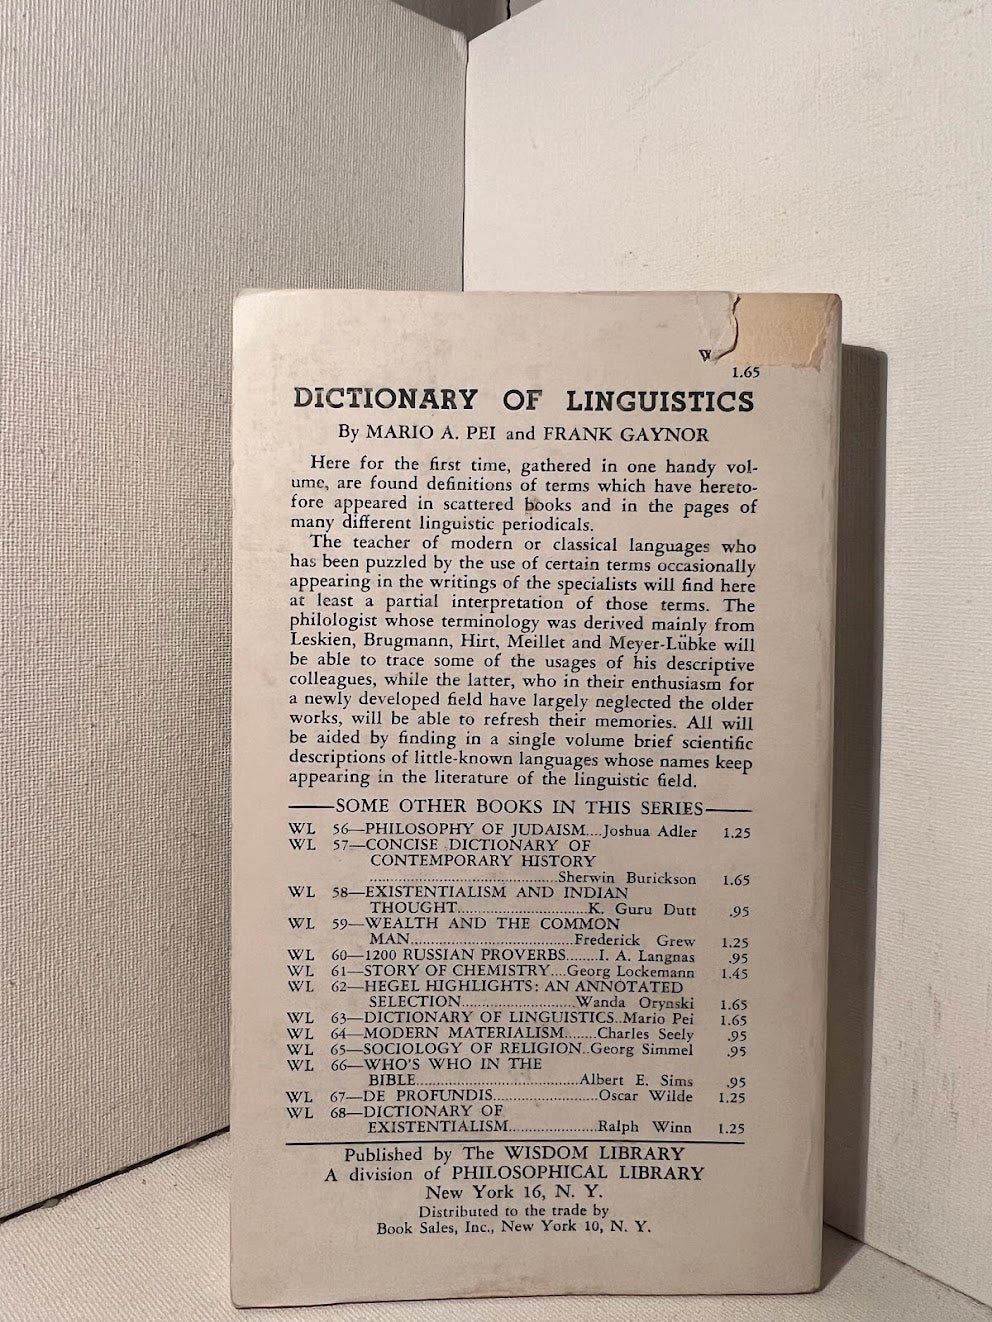 1.65
DICTIONARY OF LINGUISTICS
By MARIO A. PEI and FRANK GAYNOR
Here for the first time, gathered in one handy vol-
ume, are found definitions of terms which have hereto-
fore appeared in scattered books and in the pages of
many different linguistic periodicals.
The teacher of modern or classical languages who
has been puzzled by the use of certain terms occasionally
appearing in the writings of the specialists will find here
at least a partial interpretation of those terms. The
philologist whose terminology was derived mainly from
Leskien, Brugmann, Hirt, Meillet and Meyer-Lübke will
be able to trace some of the usages of his descriptive
colleagues, while the latter, who in their enthusiasm for
a newly developed field have largely neglected the older
works, will be able to refresh their memories. All will
be aided by finding in a single volume brief scientific
descriptions of little-known languages whose names keep
appearing in the literature of the linguistic field.
SOME OTHER BOOKS IN THIS SERIES
WL 56—PHILOSOPHY OF JUDAISM....Joshua Adler 1.25
WL 57—CONCISE DICTIONARY OF
CONTEMPORARY HISTORY
......................................Sherwin Burickson 1.65
WL 58—EXISTENTIALISM AND INDIAN
THOUGHT...........................K. Guru Dutt .95
WL 59—WEALTH AND THE COMMON
MAN.................................Frederick Grew 1.25
WL 60—1200 RUSSIAN PROVERBS........I. A. Langnas .95
WL 61—STORY OF CHEMISTRY....Georg Lockemann 1.45
WL 62—HEGEL HIGHLIGHTS: AN ANNOTATED
SELECTION.......................Wanda Orynski 1.65
WL 63—DICTIONARY OF LINGUISTICS..Mario Pei 1.65
WL 64—MODERN MATERIALISM........Charles Seely .95
WL 65—SOCIOLOGY OF RELIGION..Georg Simmel .95
WL 66—WHO'S WHO IN THE
BIBLE.................................Albert E. Sims .95
WL 67—DE PROFUNDIS.....................Oscar Wilde 1.25
WL 68—DICTIONARY OF
EXISTENTIALISM..................Ralph Winn 1.25
Published by The WISDOM LIBRARY
A division of PHILOSOPHICAL LIBRARY
New York 16, N. Y.
Distributed to the trade by
Book Sales, Inc., New York 10, N. Y.